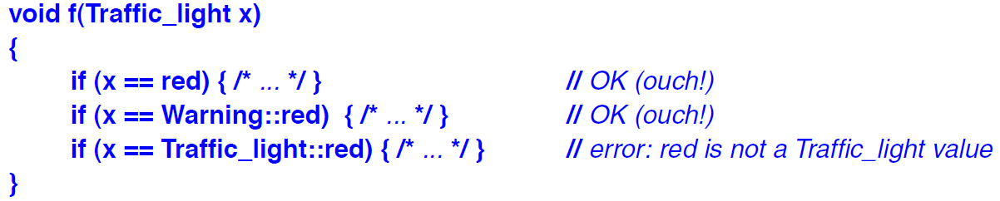 void f(Traffic_light x)
{
if (x == red) { /* ... */ } // OK (ouch!)
if (x == Warning::red) { /* ... */ } // OK (ouch!)
if (x == Traffic_light::red) { /* ... */ } // error: red is not a Traffic_light value
}